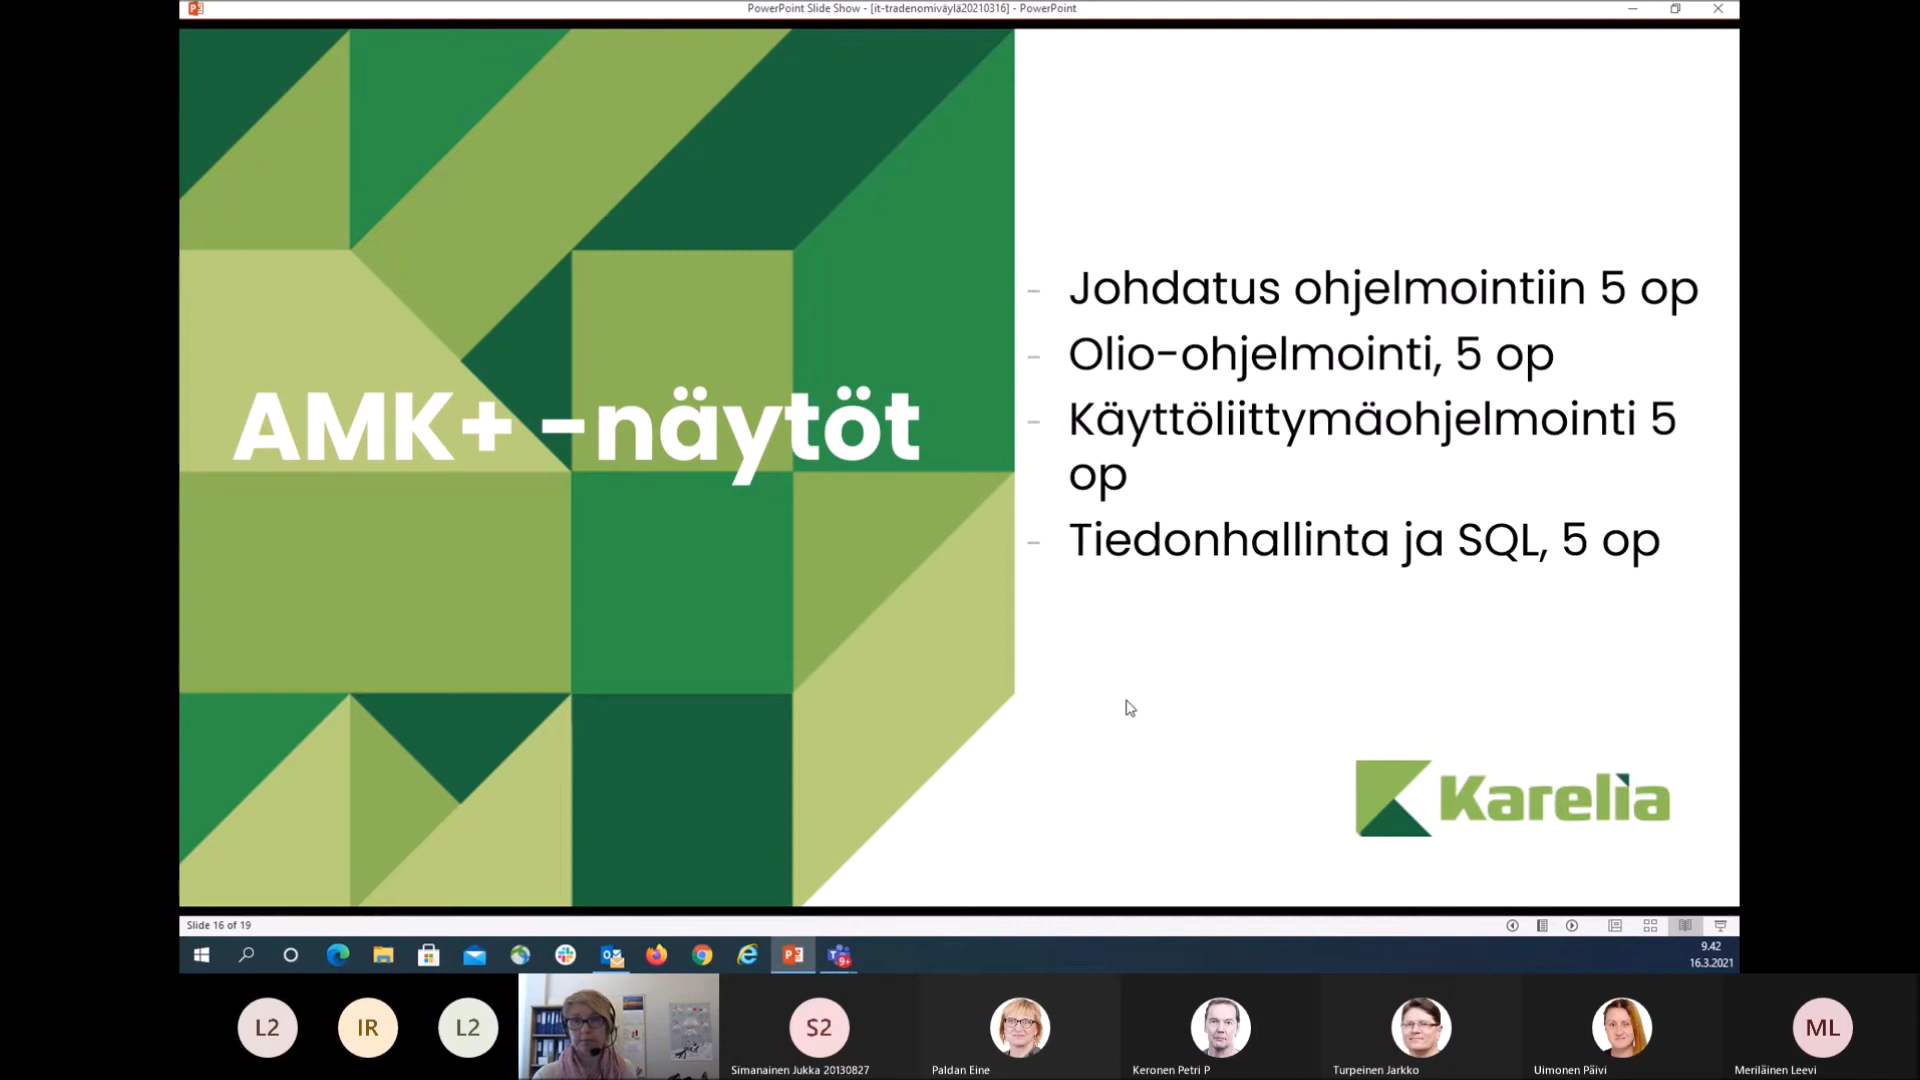 PowerPoint Slide Show - [it-tradenomiväylä20210316] - PowerPoint
AMK+ -näytöt
- Johdatus ohjelmointiin 5 op
- Olio-ohjelmointi, 5 op
- Käyttöliittymäohjelmointi 5
op
- Tiedonhallinta ja SQL, 5 op
Karelia
Slide 16 of 19
9.42
16.3.2021
9+
L2
IR
L2
S2
ML
Simanainen Jukka 20130827
Paldan Eine
Keronen Petri P
Turpeinen Jarkko
Uimonen Päivi
Meriläinen Leevi